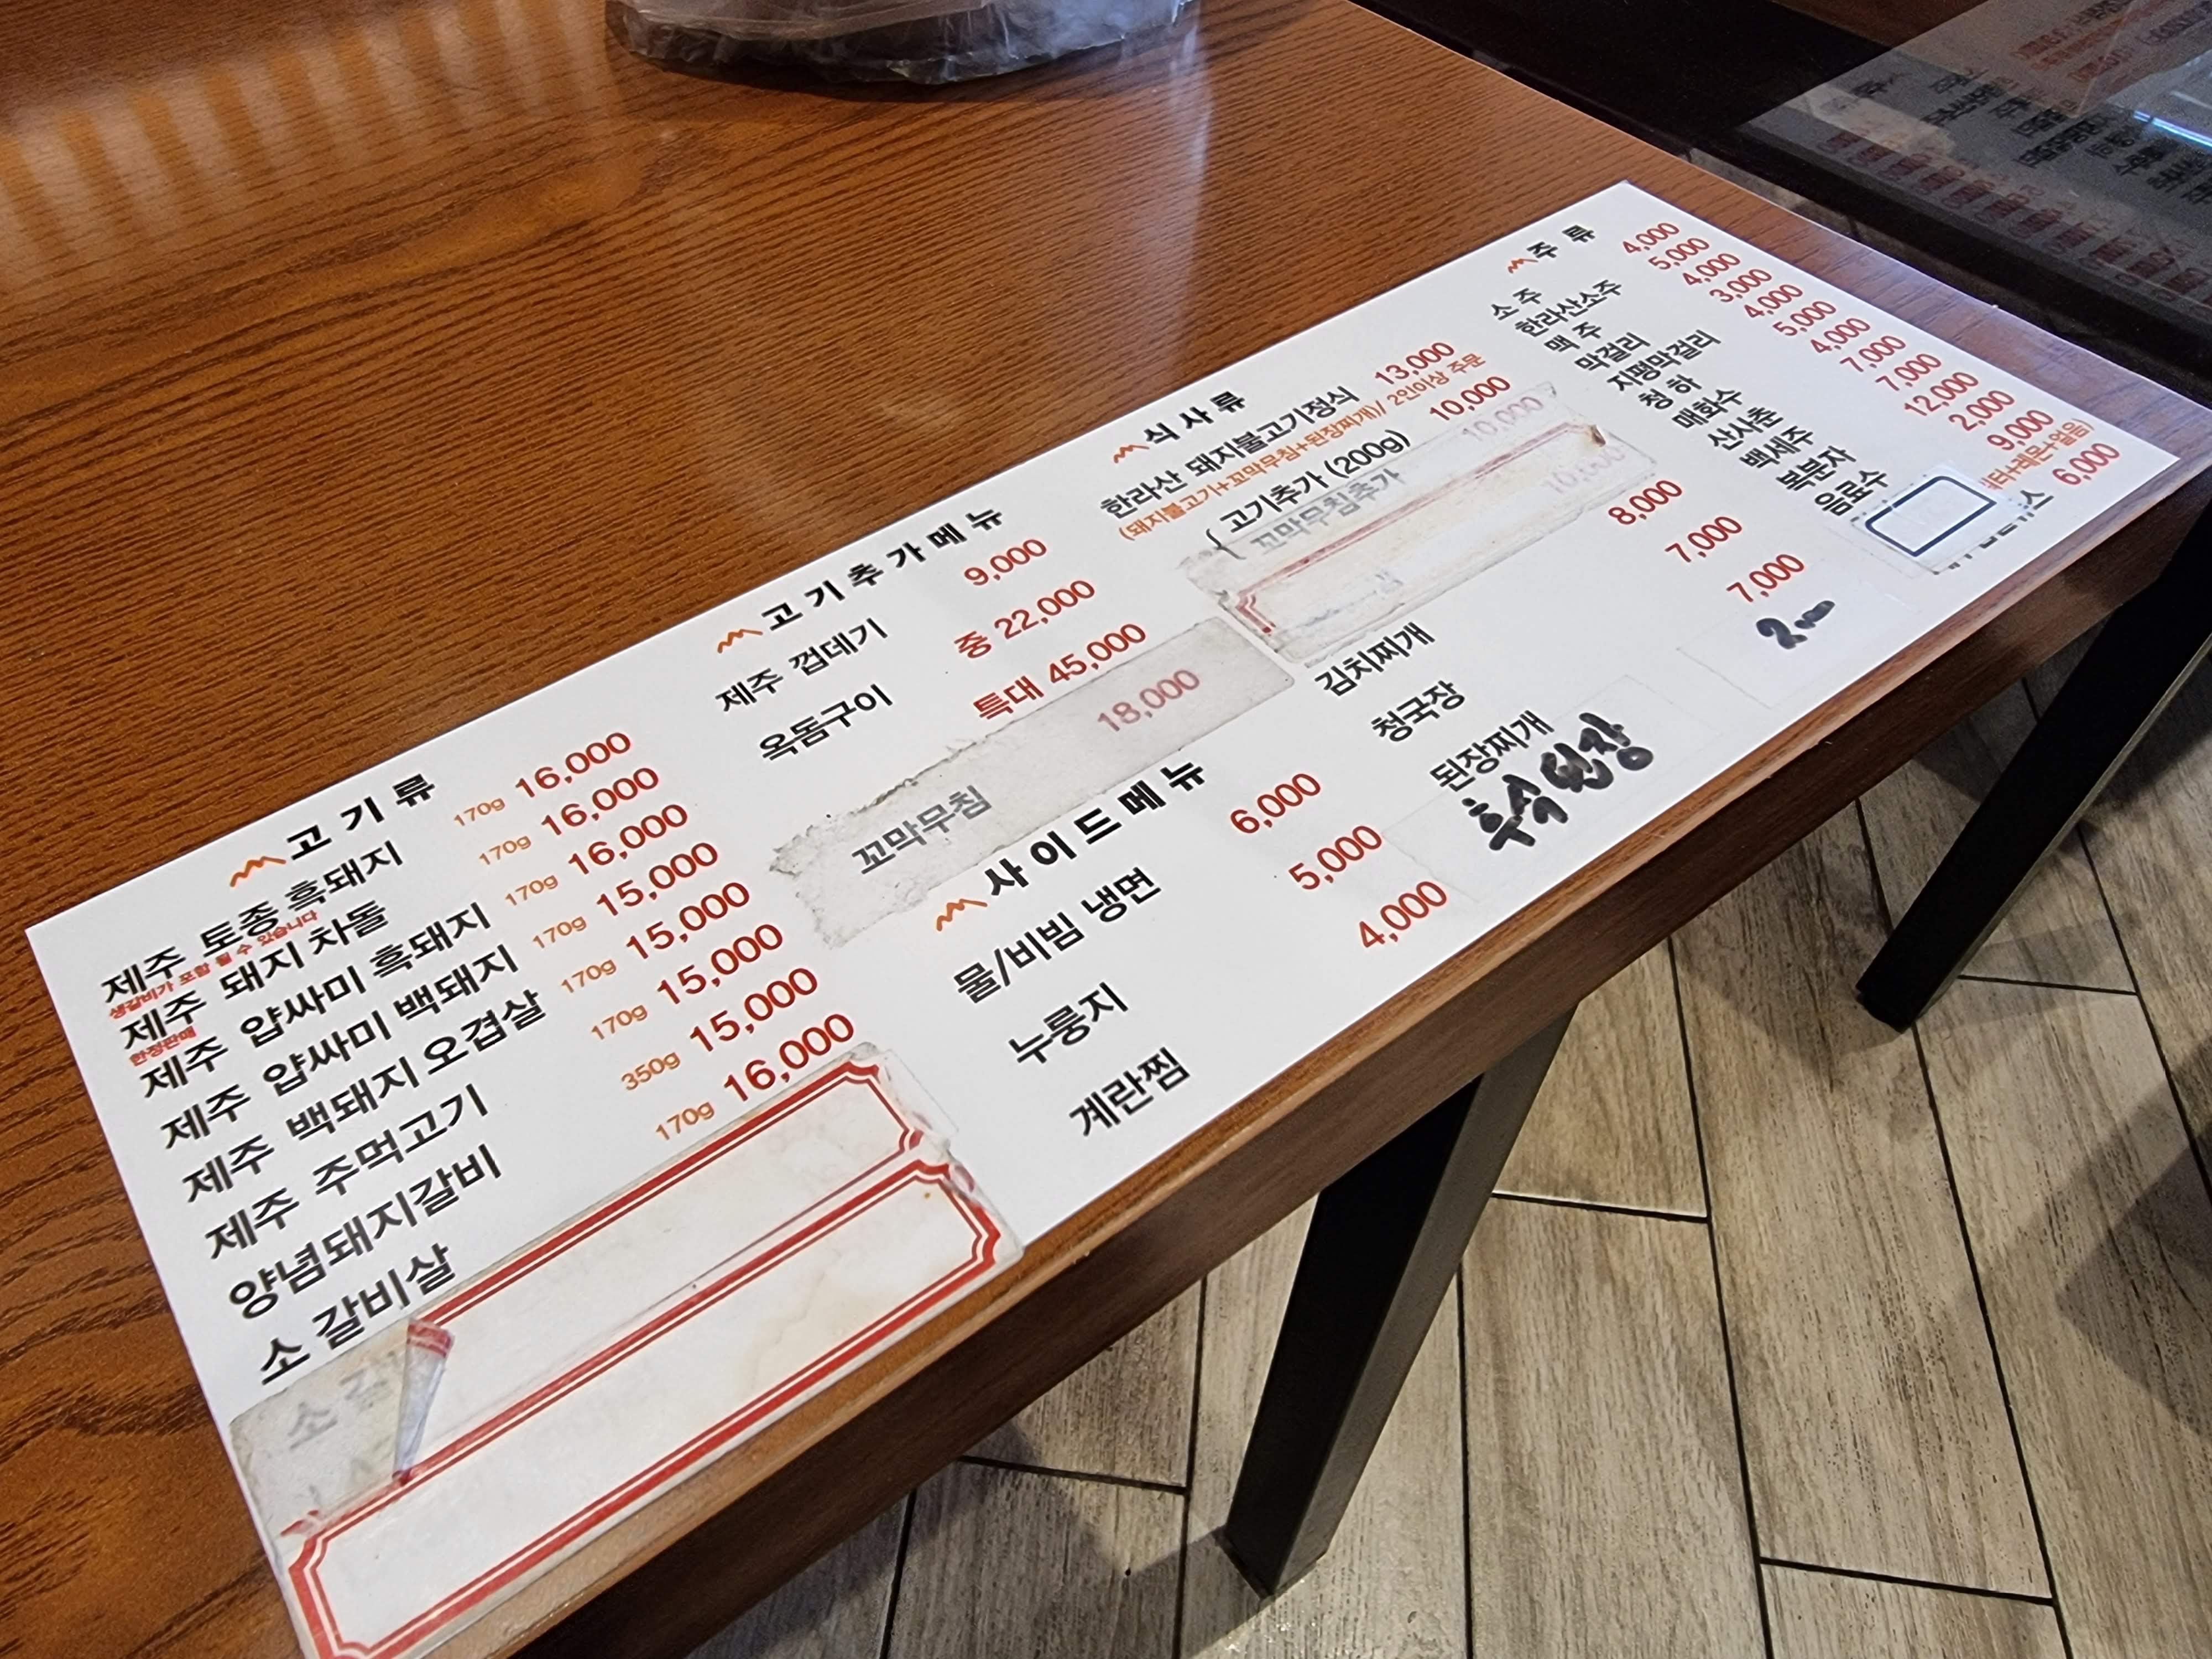 고기류
제주 토종흑돼지 170g 16,000
생갈비가 포함 될 수 있습니다
제주 돼지차돌 170g 16,000
한정판매
제주 얍싸미 흑돼지 170g 16,000
제주 얍싸미 백돼지 170g 15,000
제주 백돼지 오겹살 170g 15,000
제주 주먹고기 170g 15,000
양념돼지갈비 350g 15,000
소갈비살 170g 16,000
고기추가메뉴
제주 껍데기 9,000
옥돔구이 중 22,000
특대 45,000
꼬막무침 18,000
사이드메뉴
물/비빔 냉면 6,000
누룽지 5,000
계란찜 4,000
식사류
한라산 돼지불고기정식 13,000
(돼지불고기+꼬막무침+된장찌개)/ 2인이상 주문
고기추가 (200g) 10,000
꼬막무침추가 10,000
10,000
김치찌개 8,000
청국장 7,000
된장찌개 7,000
후식된장
주류
소주 4,000
한라산소주 5,000
맥주 4,000
막걸리 3,000
지평막걸리 4,000
청하 5,000
매화수 4,000
산사춘 7,000
백세주 7,000
복분자 12,000
음료수 2,000
9,000
6,000